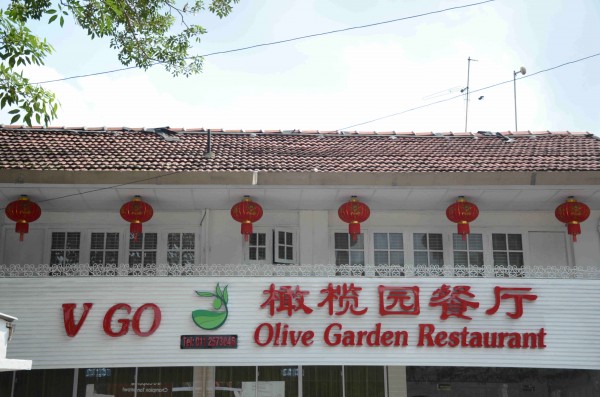 V GO
橄榄园餐厅
Olive Garden Restaurant